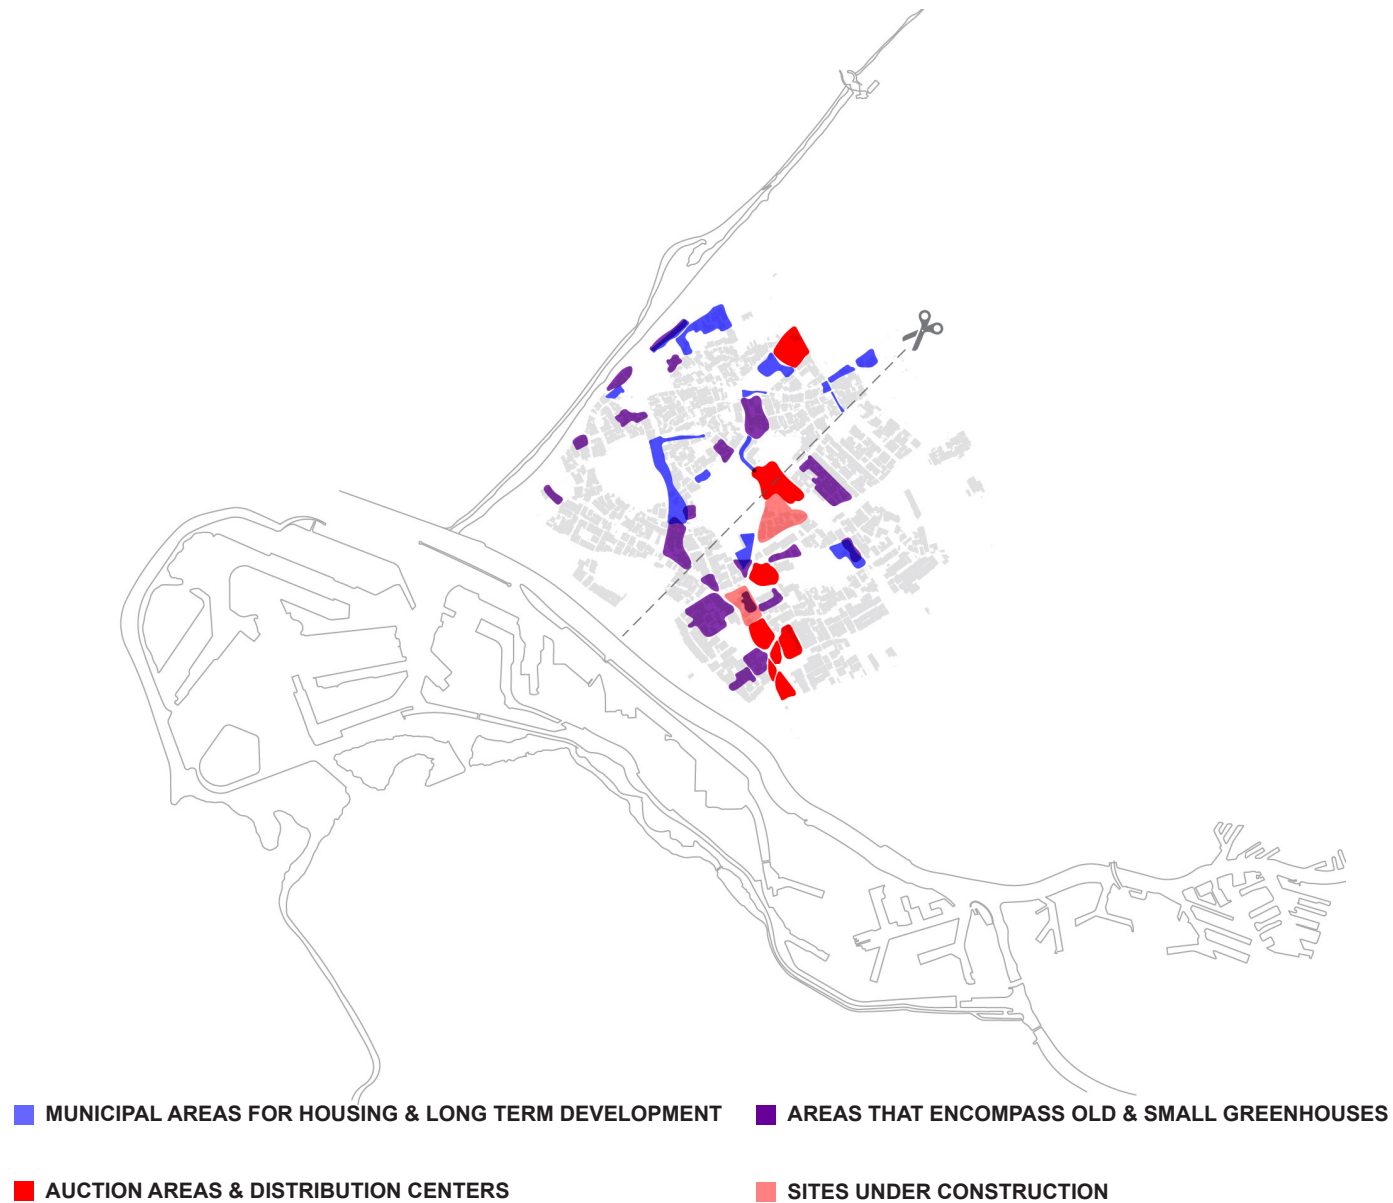 MUNICIPAL AREAS FOR HOUSING & LONG TERM DEVELOPMENT
AREAS THAT ENCOMPASS OLD & SMALL GREENHOUSES
AUCTION AREAS & DISTRIBUTION CENTERS
SITES UNDER CONSTRUCTION